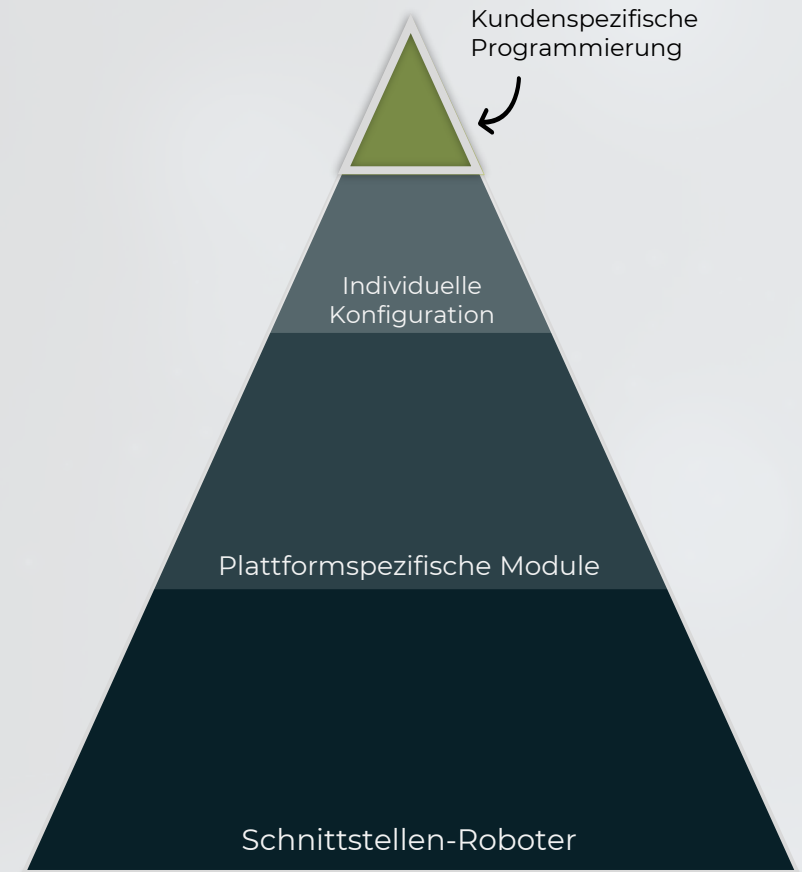 Kundenspezifische
Programmierung
Individuelle
Konfiguration
Plattformspezifische Module
Schnittstellen-Roboter